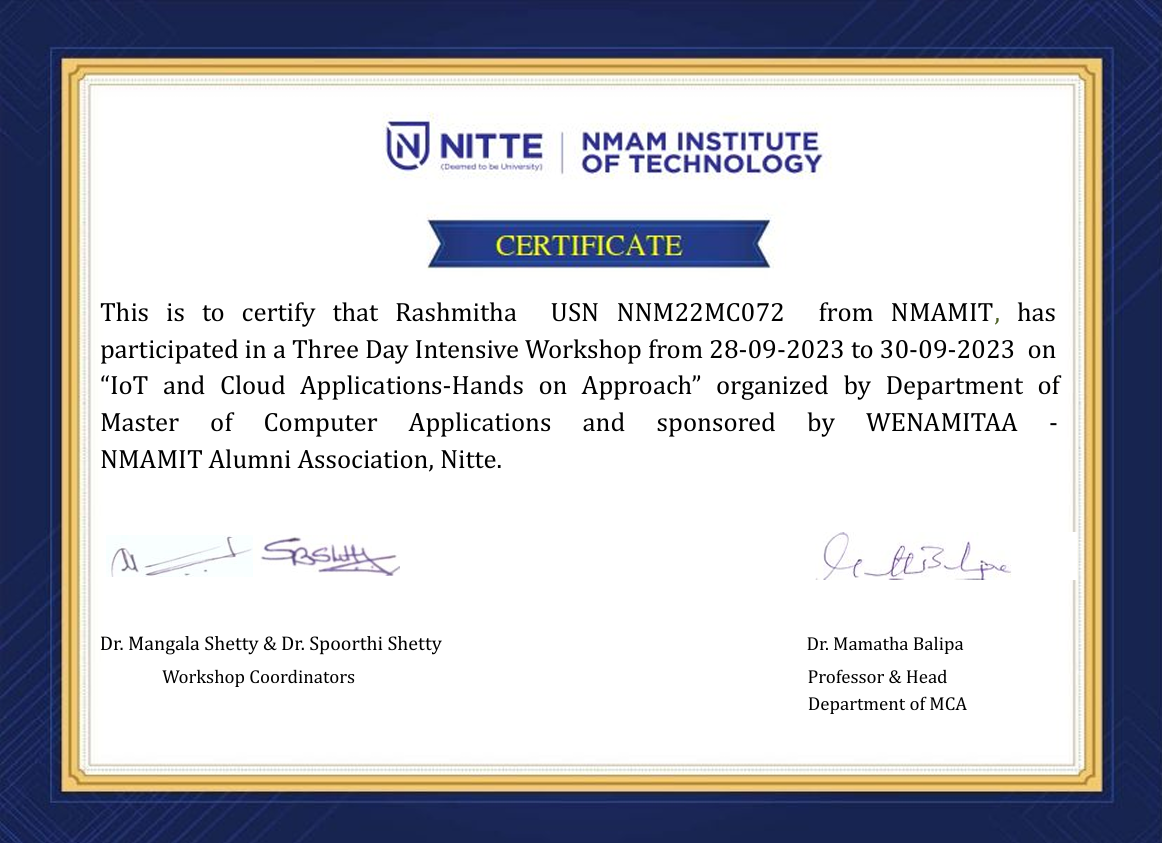 NITTE
(Deemed to be University)
NMAM INSTITUTE
OF TECHNOLOGY
CERTIFICATE
This is to certify that Rashmitha USN NNM22MC072 from NMAMIT, has
participated in a Three Day Intensive Workshop from 28-09-2023 to 30-09-2023 on
“IoT and Cloud Applications-Hands on Approach” organized by Department of
Master of Computer Applications and sponsored by WENAMITAA -
NMAMIT Alumni Association, Nitte.
SBShetty
Dr. Mangala Shetty & Dr. Spoorthi Shetty
Workshop Coordinators
Dr. Mamatha Balipa
Professor & Head
Department of MCA